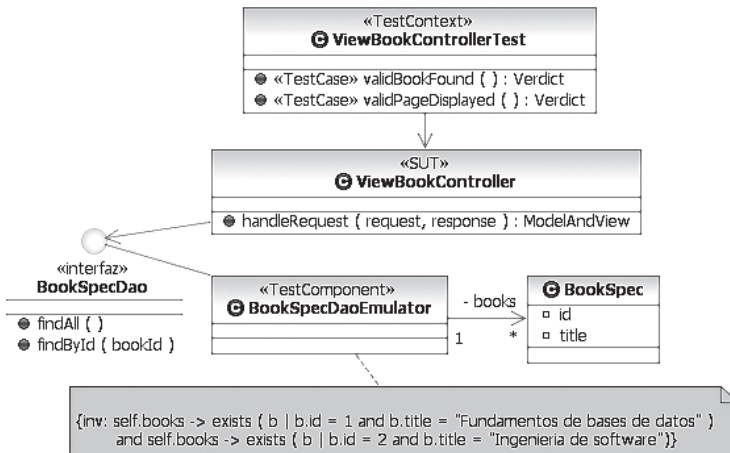 «TestContext»
C ViewBookControllerTest
«TestCase» validBookFound ( ) : Verdict
«TestCase» validPageDisplayed ( ) : Verdict
«SUT»
C ViewBookController
handleRequest ( request, response ) : ModelAndView
«interfaz»
BookSpecDao
findAll ( )
findById ( bookId )
«TestComponent»
C BookSpecDaoEmulator
- books
1
*
C BookSpec
id
title
{inv: self.books -> exists ( b | b.id = 1 and b.title = "Fundamentos de bases de datos" )
and self.books -> exists ( b | b.id = 2 and b.title = "Ingenieria de software")}